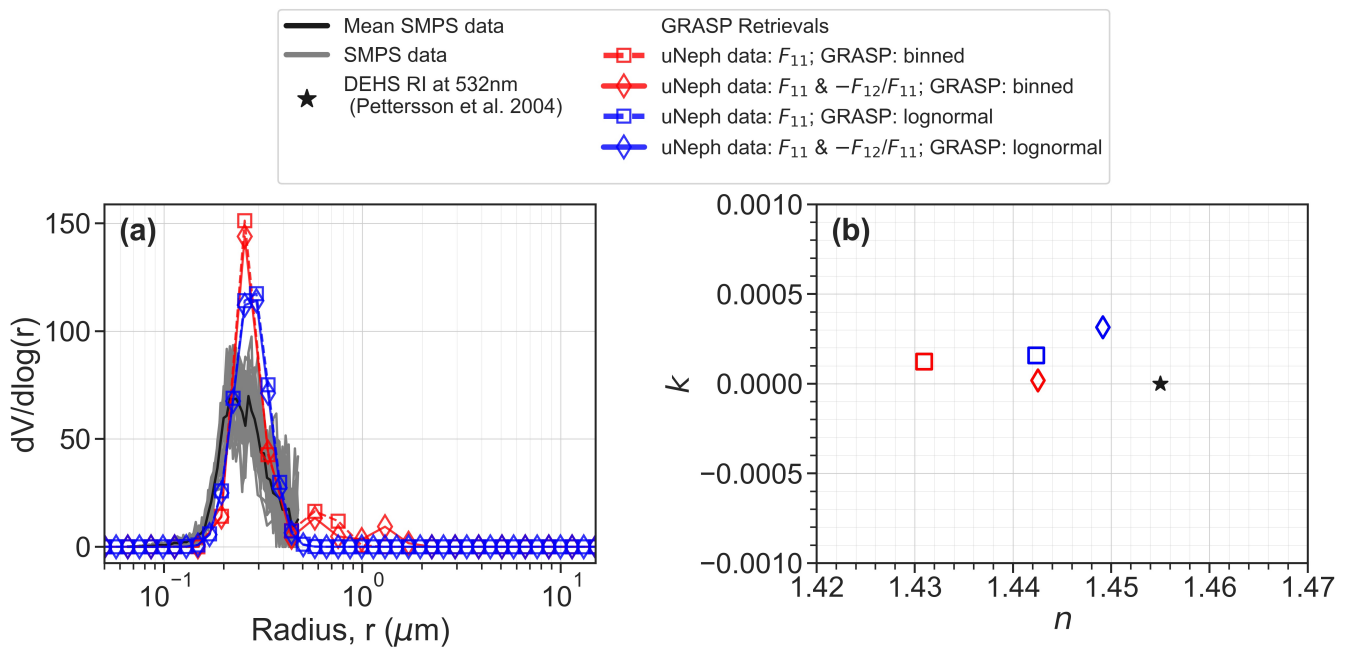 Mean SMPS data
SMPS data
DEHS RI at 532nm
(Pettersson et al. 2004)
GRASP Retrievals
uNeph data: F₁₁; GRASP: binned
uNeph data: F₁₁ & −F₁₂/F₁₁; GRASP: binned
uNeph data: F₁₁; GRASP: lognormal
uNeph data: F₁₁ & −F₁₂/F₁₁; GRASP: lognormal
(a)
150
100
50
0
dV/dlog(r)
10⁻¹
10⁰
10¹
Radius, r (μm)
(b)
0.0010
0.0005
0.0000
−0.0005
−0.0010
k
1.42
1.43
1.44
1.45
1.46
1.47
n